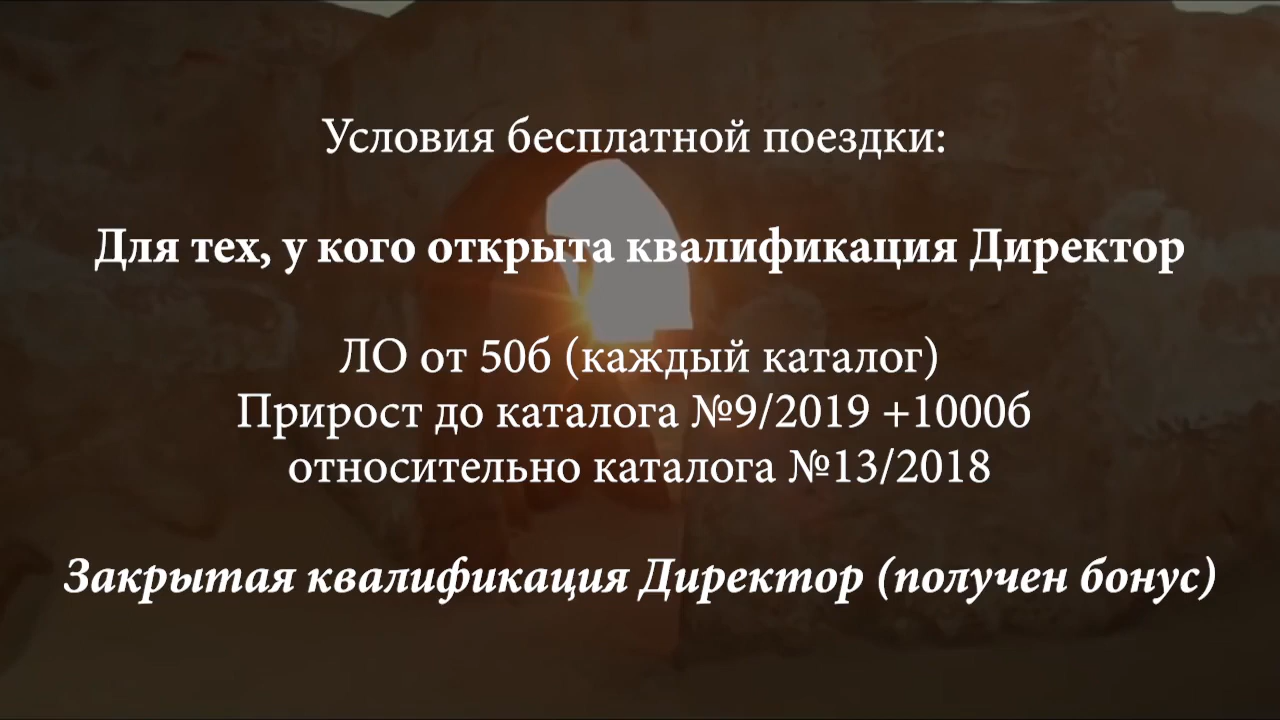 Условия бесплатной поездки:
Для тех, у кого открыта квалификация Директор
ЛО от 50б (каждый каталог)
Прирост до каталога №9/2019 +1000б
относительно каталога №13/2018
Закрытая квалификация Директор (получен бонус)